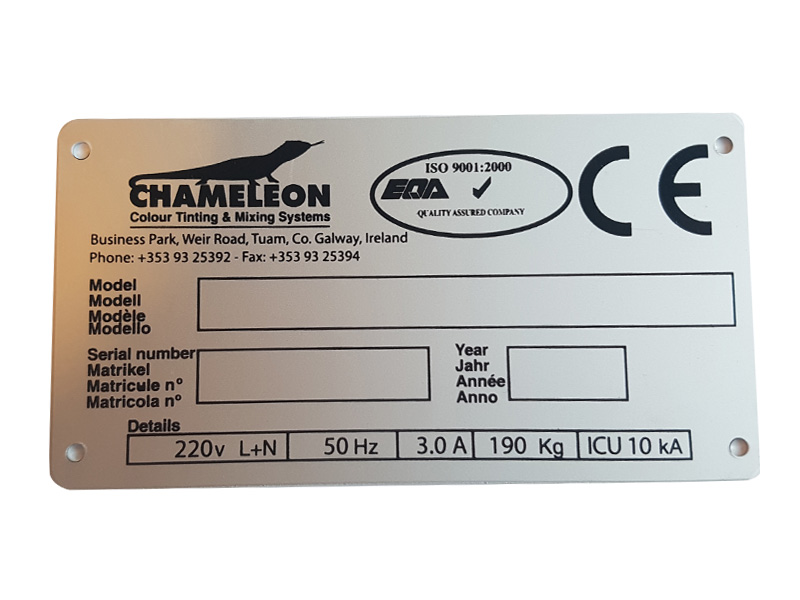 CHAMELEON
Colour Tinting & Mixing Systems
ISO 9001:2000
EQA
QUALITY ASSURED COMPANY
CE
Business Park, Weir Road, Tuam, Co. Galway, Ireland
Phone: +353 93 25392 - Fax: +353 93 25394
Model
Modell
Modèle
Modello
Serial number
Matrikel
Matricule n°
Matricola n°
Year
Jahr
Année
Anno
Details
220v L+N 50 Hz 3.0 A 190 Kg ICU 10 kA